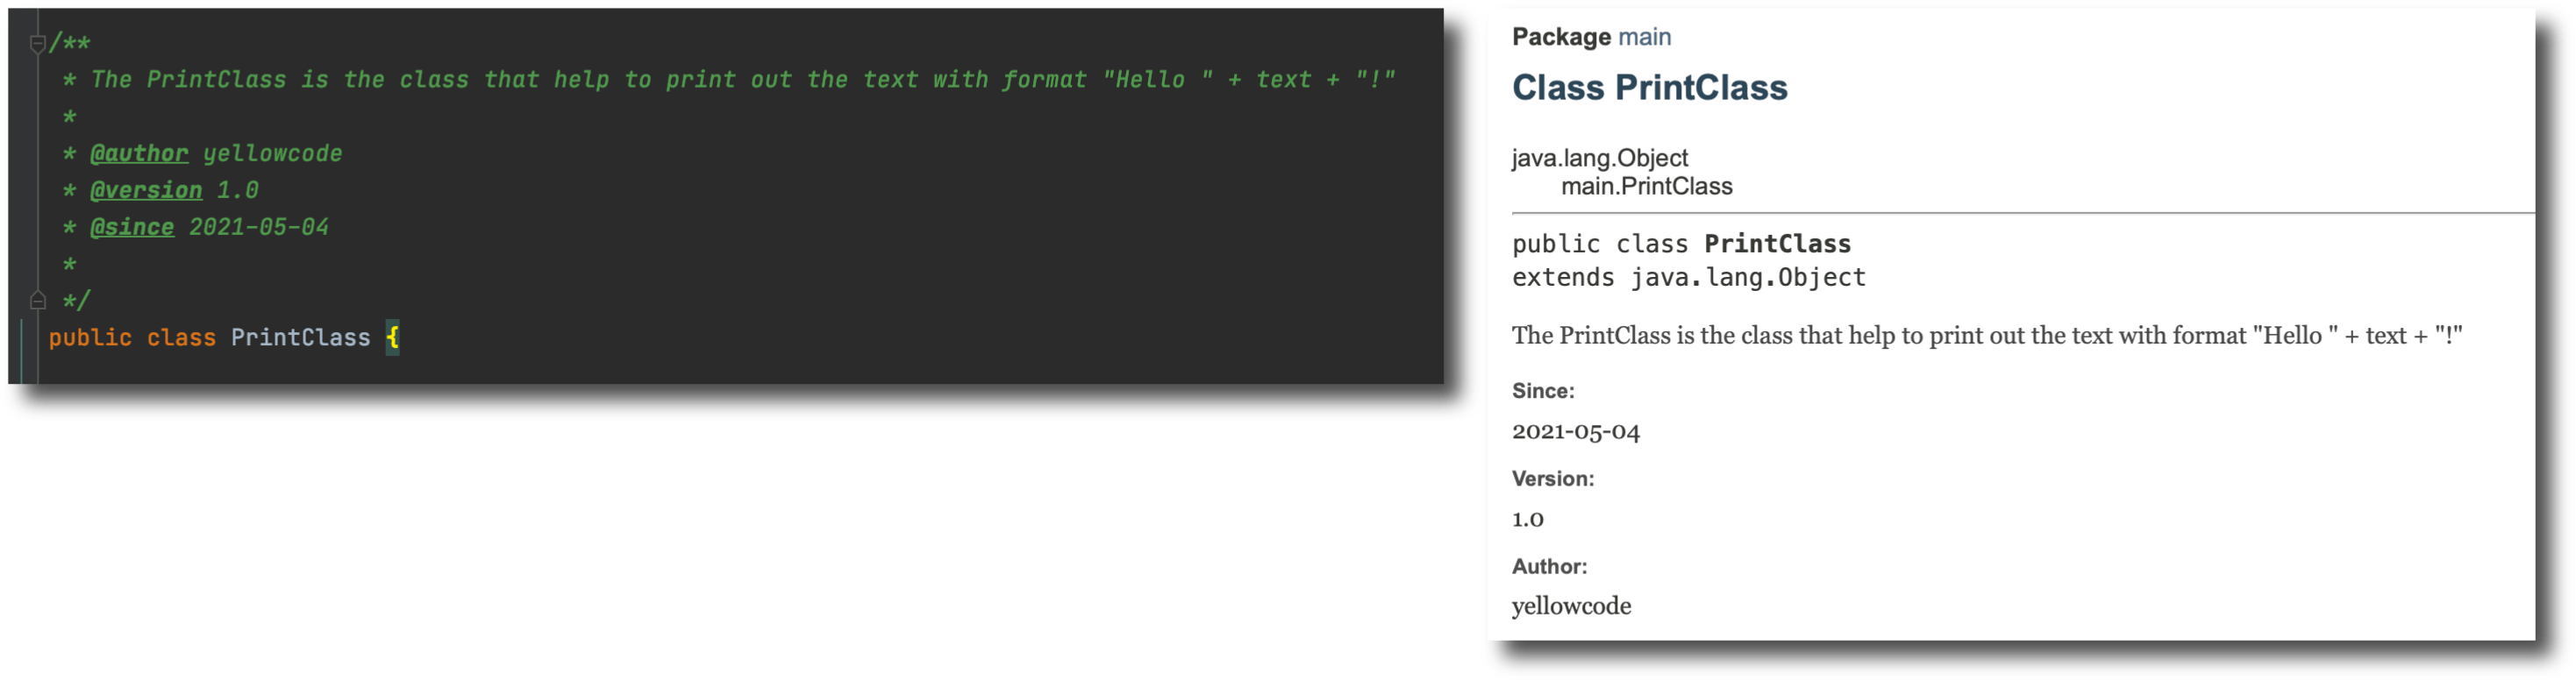 /**
* The PrintClass is the class that help to print out the text with format "Hello " + text + "!"
*
* @author yellowcode
* @version 1.0
* @since 2021-05-04
*
*/
public class PrintClass {
Package main
Class PrintClass
java.lang.Object
main.PrintClass
public class PrintClass
extends java.lang.Object
The PrintClass is the class that help to print out the text with format "Hello " + text + "!"
Since:
2021-05-04
Version:
1.0
Author:
yellowcode